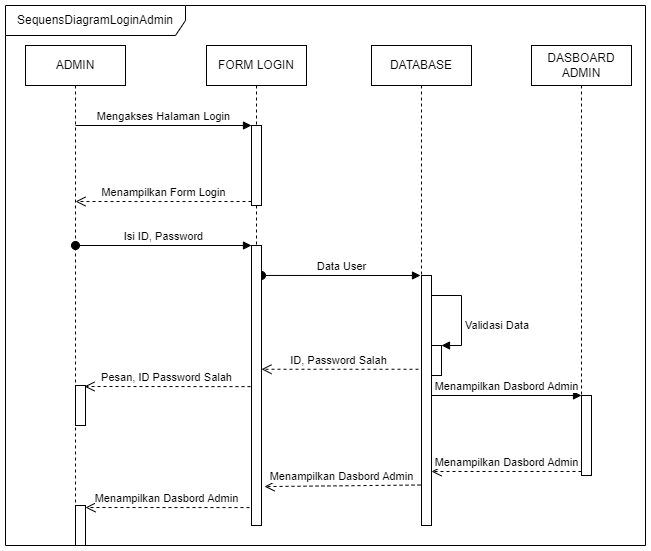 SequensDiagramLoginAdmin
ADMIN
FORM LOGIN
DATABASE
DASBOARD
ADMIN
Mengakses Halaman Login
Menampilkan Form Login
Isi ID, Password
Data User
Validasi Data
ID, Password Salah
Pesan, ID Password Salah
Menampilkan Dasbord Admin
Menampilkan Dasbord Admin
Menampilkan Dasbord Admin
Menampilkan Dasbord Admin